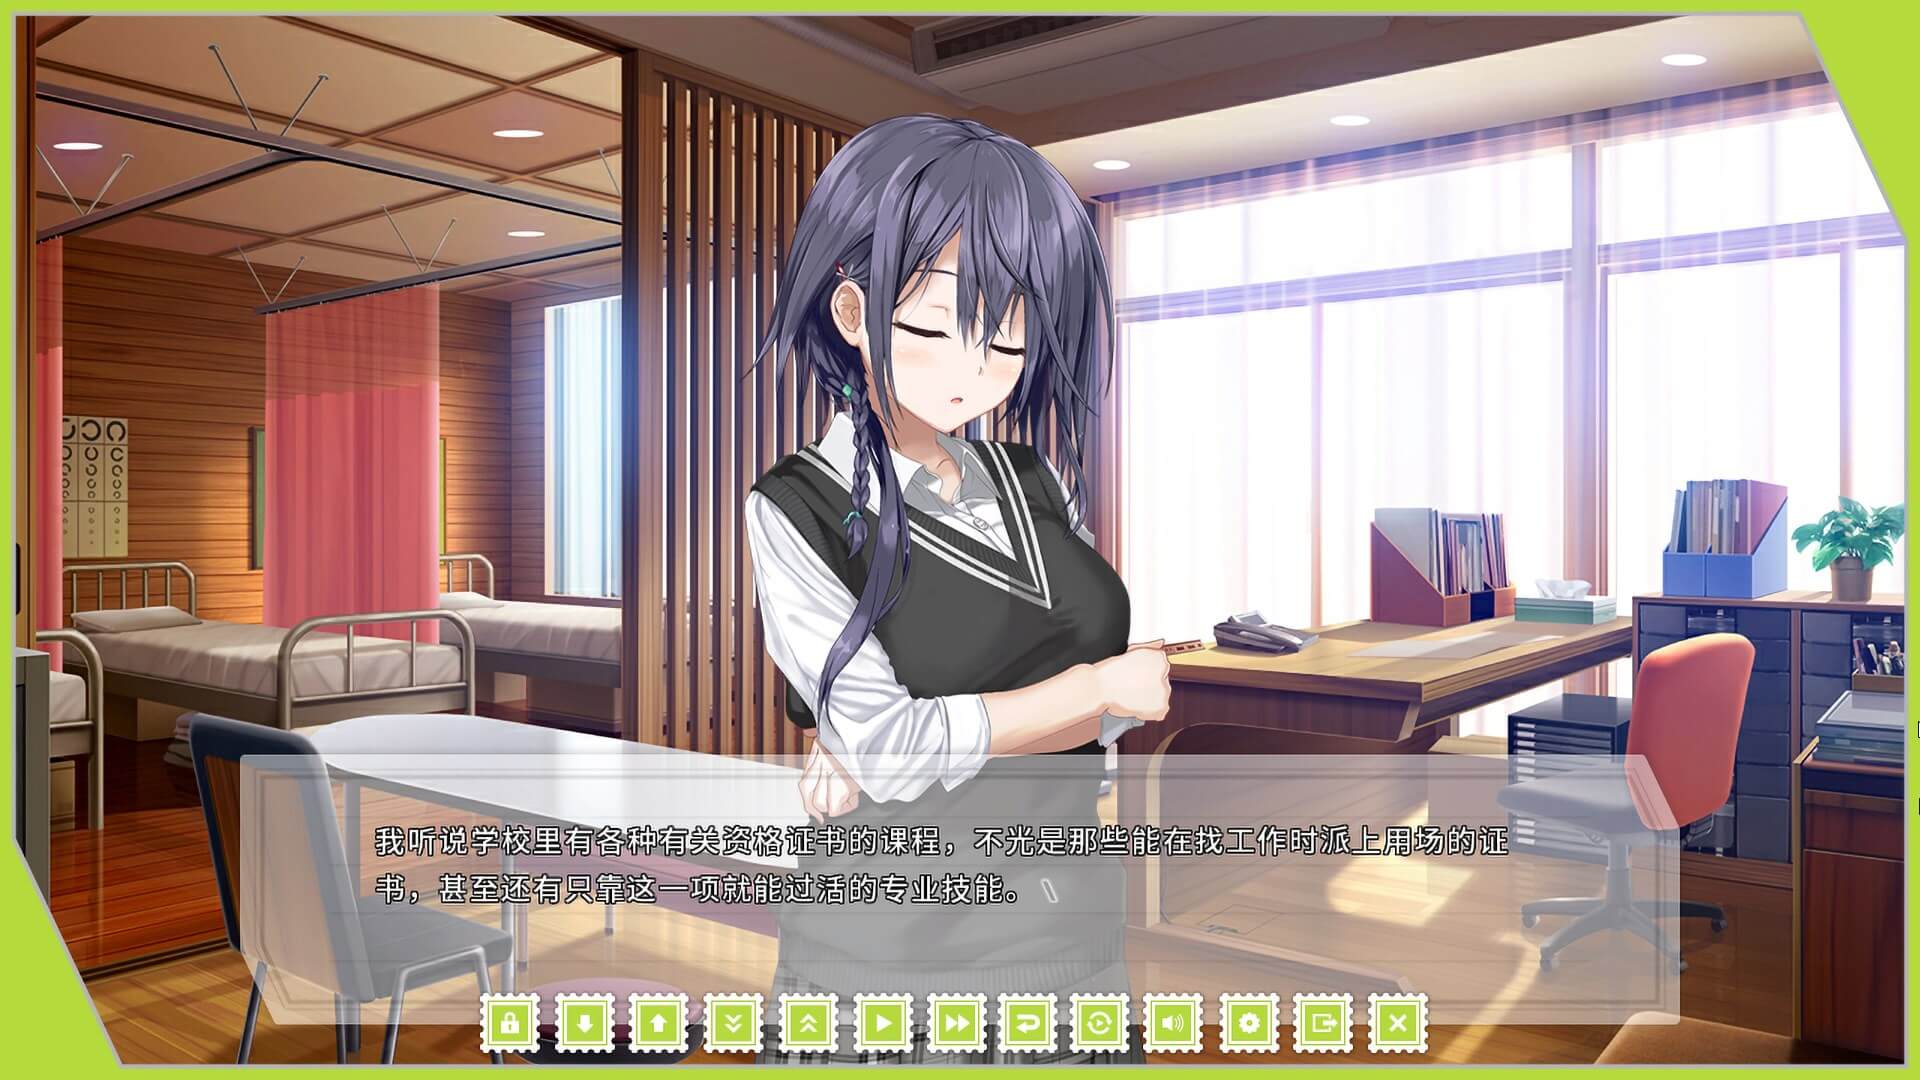 我听说学校里有各种有关资格证书的课程，不光是那些能在找工作时派上用场的证
书，甚至还有只靠这一项就能过活的专业技能。